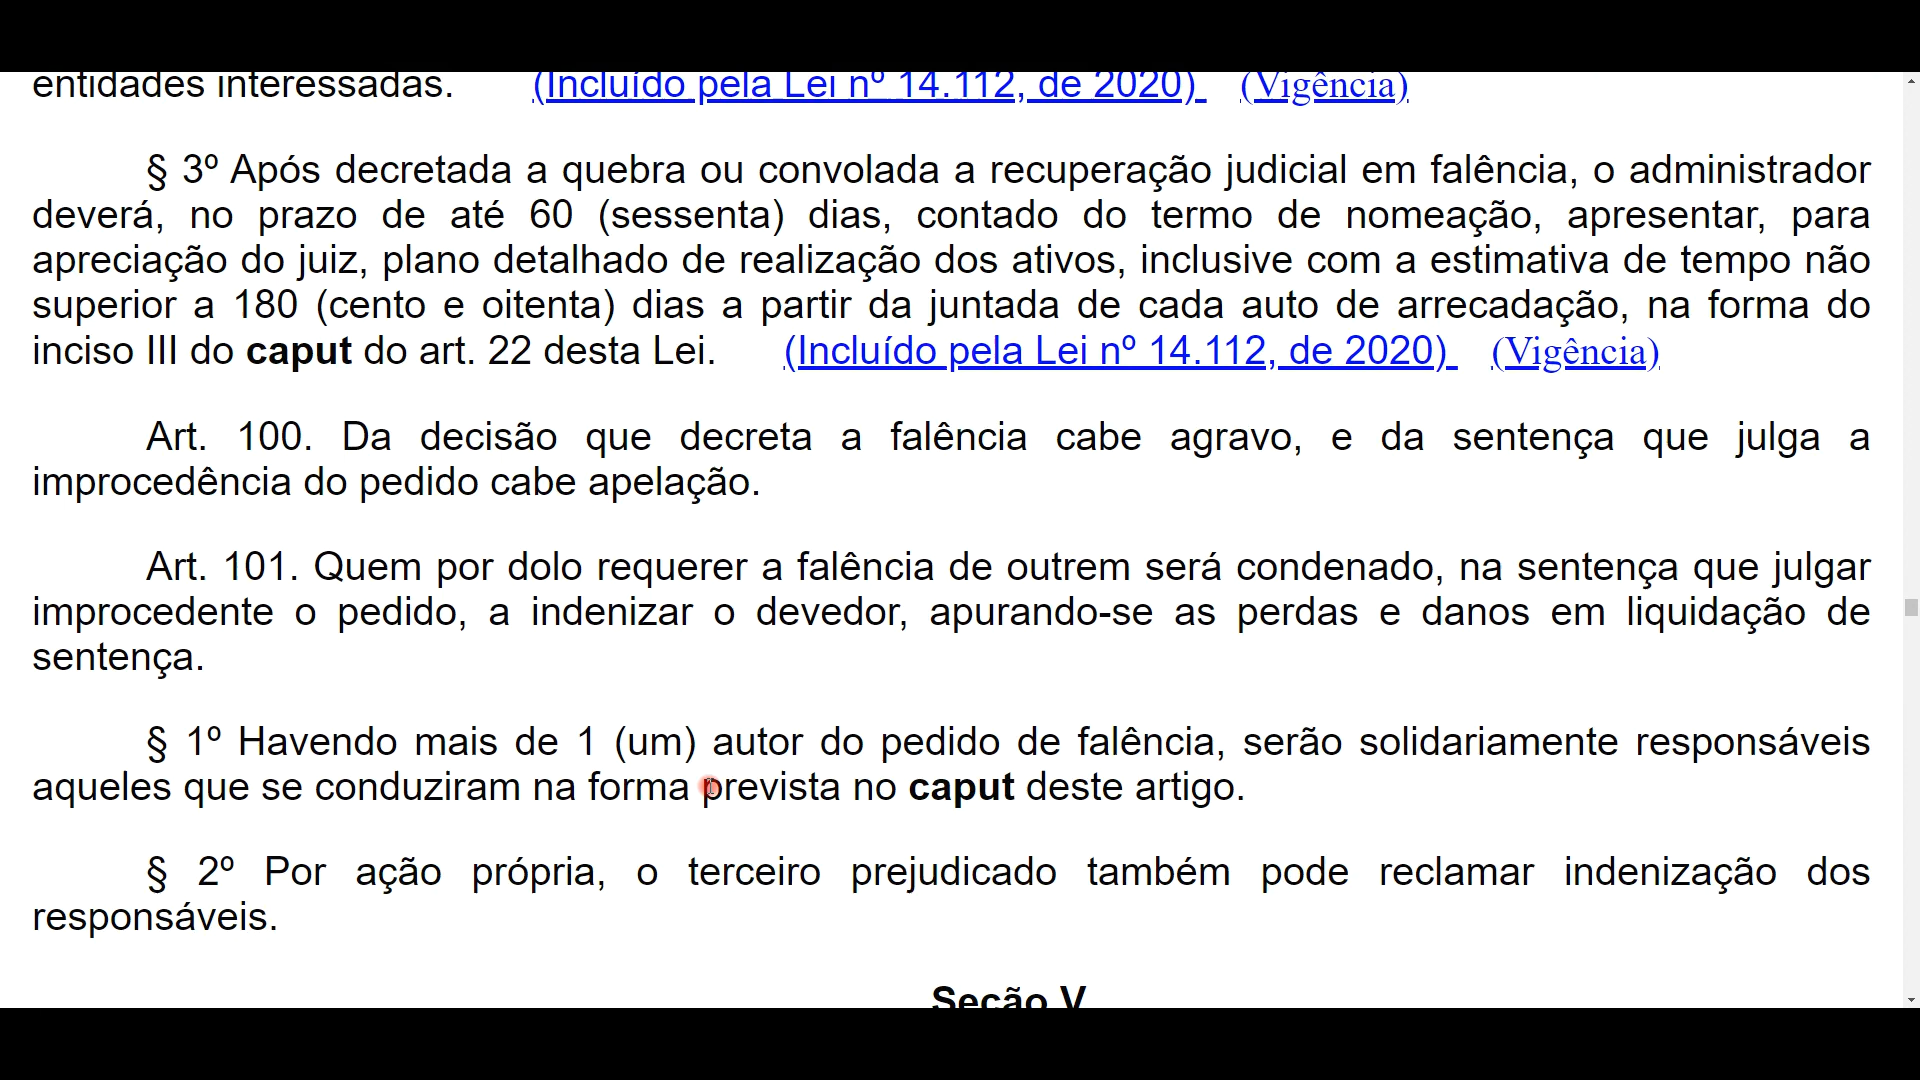 entidades interessadas. (Incluído pela Lei nº 14.112, de 2020) (Vigência)
§ 3º Após decretada a quebra ou convolada a recuperação judicial em falência, o administrador
deverá, no prazo de até 60 (sessenta) dias, contado do termo de nomeação, apresentar, para
apreciação do juiz, plano detalhado de realização dos ativos, inclusive com a estimativa de tempo não
superior a 180 (cento e oitenta) dias a partir da juntada de cada auto de arrecadação, na forma do
inciso III do caput do art. 22 desta Lei. (Incluído pela Lei nº 14.112, de 2020) (Vigência)
Art. 100. Da decisão que decreta a falência cabe agravo, e da sentença que julga a
improcedência do pedido cabe apelação.
Art. 101. Quem por dolo requerer a falência de outrem será condenado, na sentença que julgar
improcedente o pedido, a indenizar o devedor, apurando-se as perdas e danos em liquidação de
sentença.
§ 1º Havendo mais de 1 (um) autor do pedido de falência, serão solidariamente responsáveis
aqueles que se conduziram na forma prevista no caput deste artigo.
§ 2º Por ação própria, o terceiro prejudicado também pode reclamar indenização dos
responsáveis.
Seção V